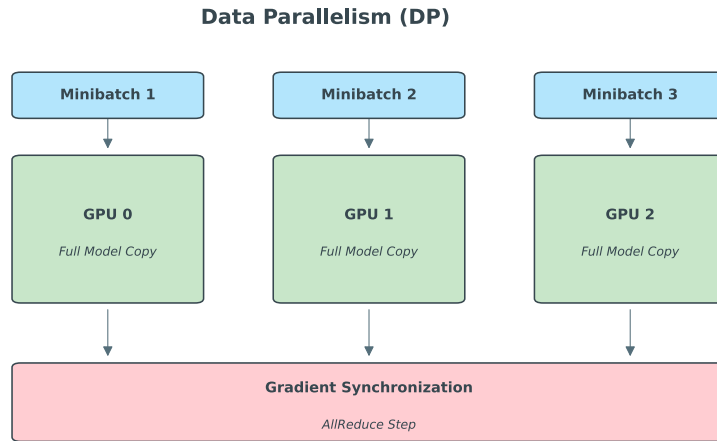 Data Parallelism (DP)
Minibatch 1
Minibatch 2
Minibatch 3
GPU 0
Full Model Copy
GPU 1
Full Model Copy
GPU 2
Full Model Copy
Gradient Synchronization
AllReduce Step